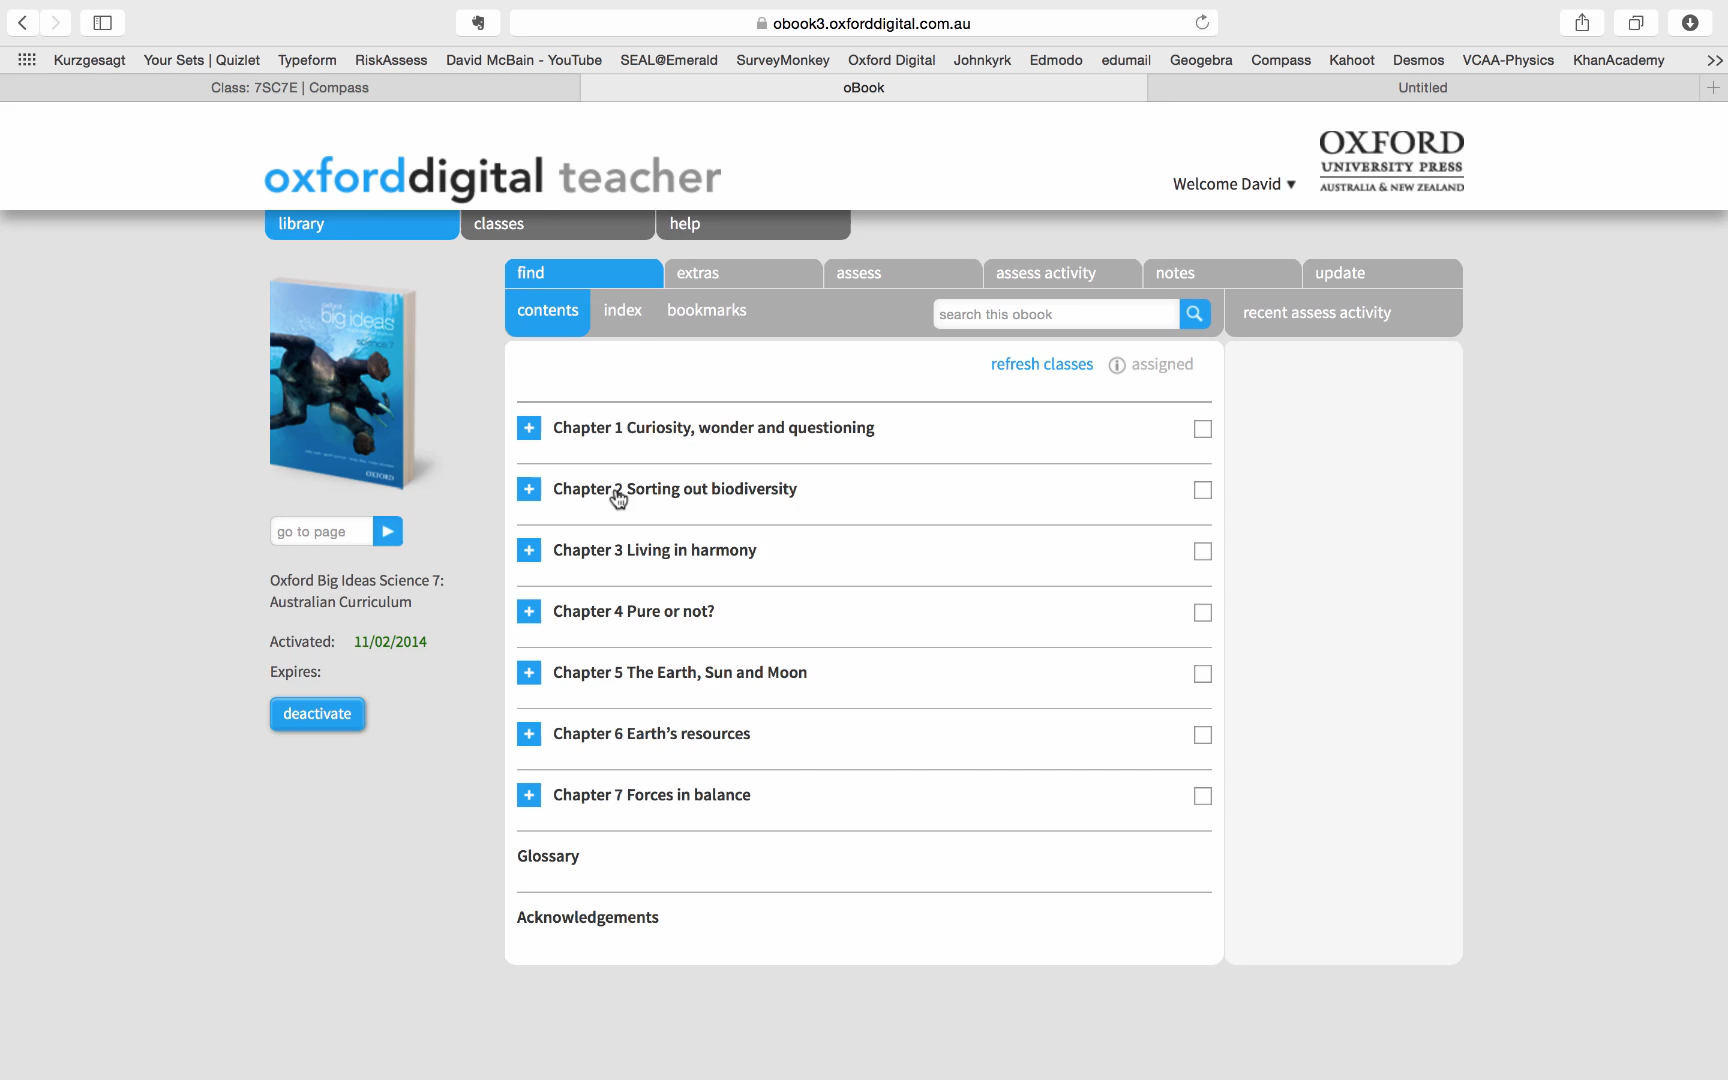 obook3.oxforddigital.com.au
Kurzgesagt Your Sets | Quizlet Typeform RiskAssess David McBain - YouTube SEAL@Emerald SurveyMonkey Oxford Digital Johnkyrk Edmodo edumail Geogebra Compass Kahoot Desmos VCAA-Physics KhanAcademy >>
Class: 7SC7E | Compass oBook Untitled +
oxforddigital teacher
Welcome David ▼
OXFORD
UNIVERSITY PRESS
AUSTRALIA & NEW ZEALAND
library classes help
find extras assess assess activity notes update
contents index bookmarks search this obook recent assess activity
big ideas
science 7
OXFORD
go to page
Oxford Big Ideas Science 7:
Australian Curriculum
Activated: 11/02/2014
Expires:
deactivate
refresh classes i assigned
+ Chapter 1 Curiosity, wonder and questioning
+ Chapter 2 Sorting out biodiversity
+ Chapter 3 Living in harmony
+ Chapter 4 Pure or not?
+ Chapter 5 The Earth, Sun and Moon
+ Chapter 6 Earth’s resources
+ Chapter 7 Forces in balance
Glossary
Acknowledgements